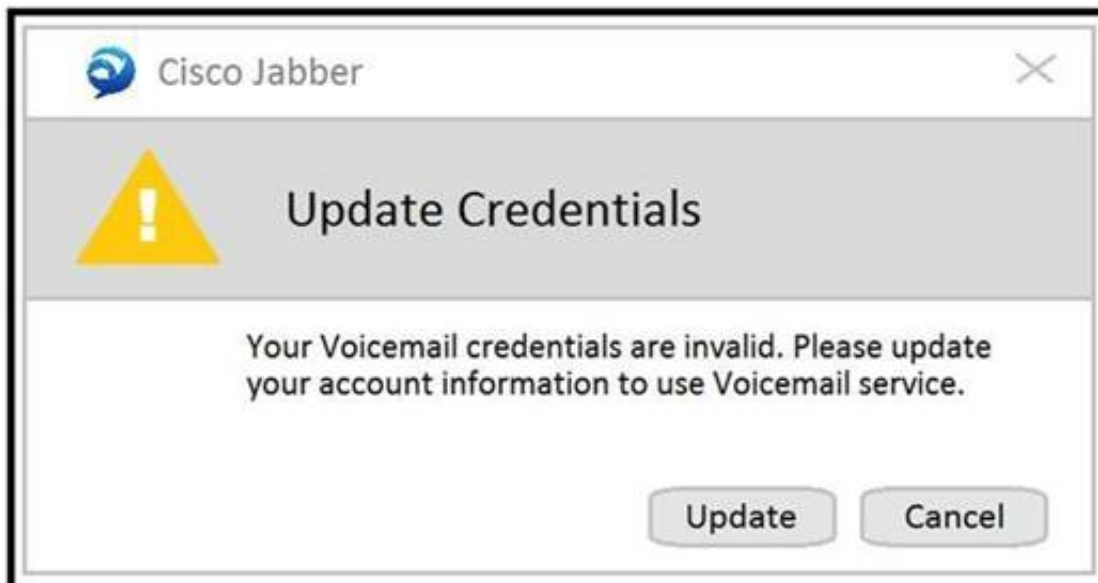 Cisco Jabber
Update Credentials
Your Voicemail credentials are invalid. Please update
your account information to use Voicemail service.
Update
Cancel